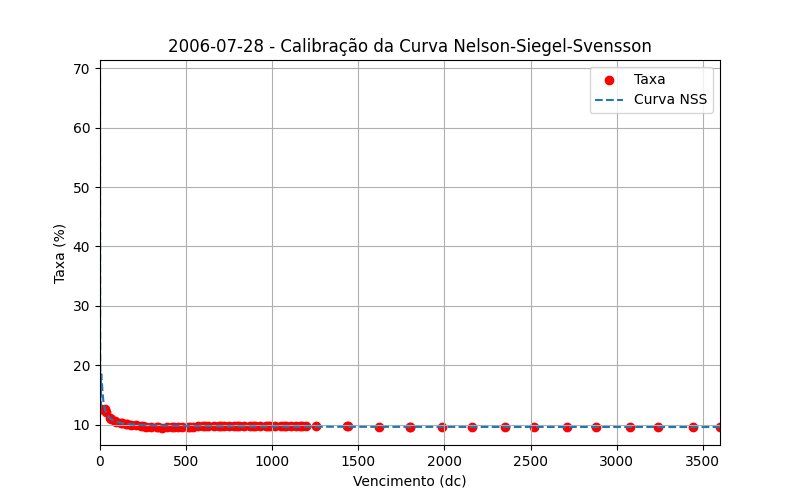 2006-07-28 - Calibração da Curva Nelson-Siegel-Svensson
Taxa
Curva NSS
Taxa (%)
70
60
50
40
30
20
10
0 500 1000 1500 2000 2500 3000 3500
Vencimento (dc)